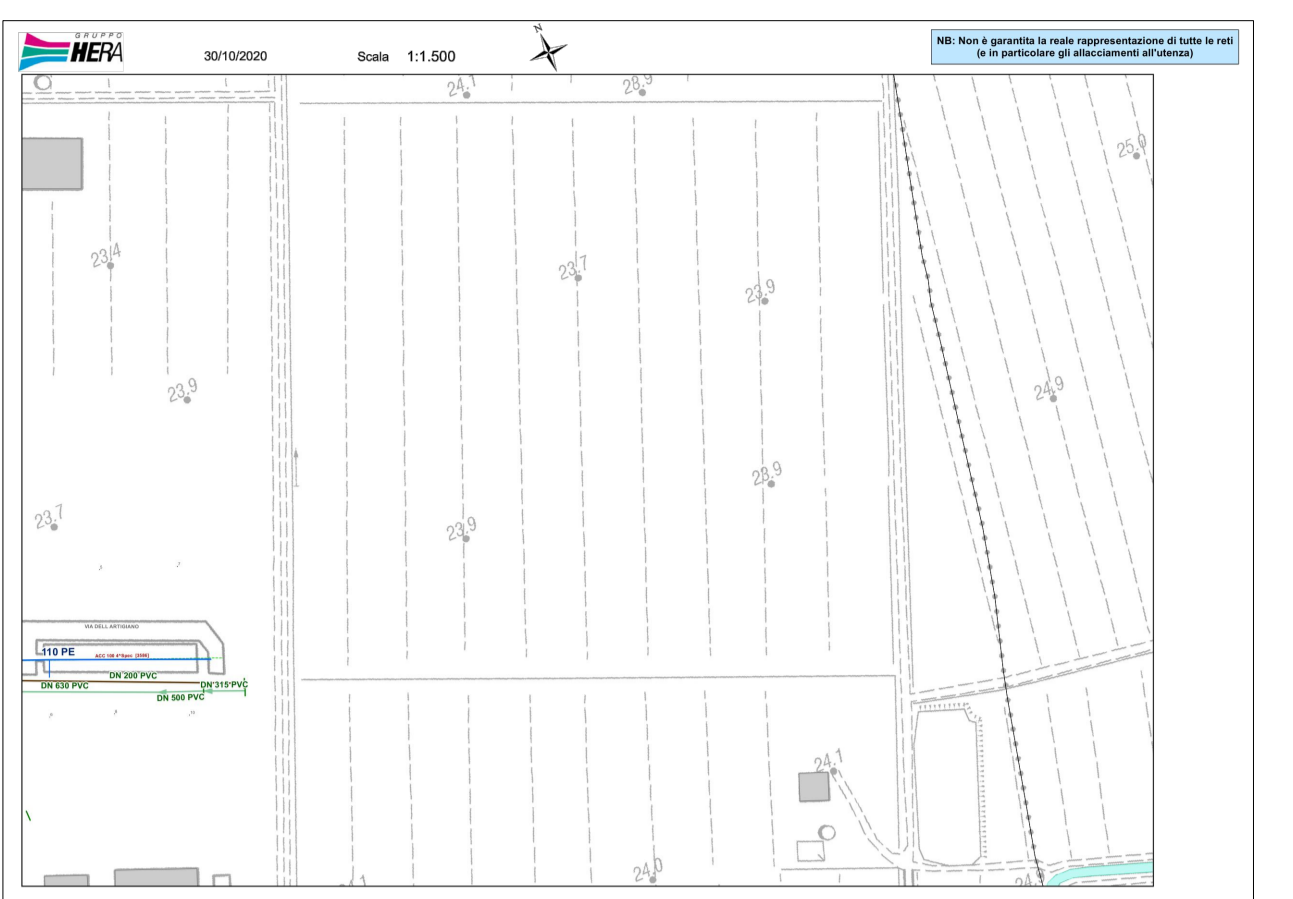 GRUPPO
HERA
30/10/2020
Scala 1:1.500
N
NB: Non è garantita la reale rappresentazione di tutte le reti
(e in particolare gli allacciamenti all'utenza)
24.1
28.9
25.0
23.4
23.7
23.9
23.9
24.9
28.9
23.7
23.9
VIA DELL ARTIGIANO
110 PE
DN 200 PVC
DN 630 PVC
DN 315 PVC
DN 500 PVC
24.1
24.0